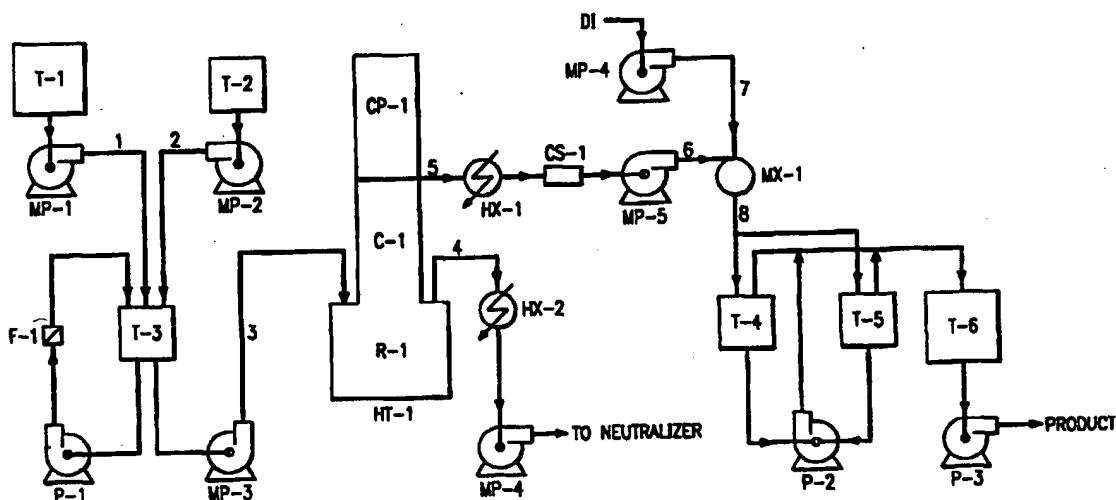 DI
T-1
T-2
CP-1
MP-4
7
1
2
5
CS-1
6
MX-1
MP-1
MP-2
HX-1
MP-5
C-1
4
8
F-1
T-3
3
HX-2
T-4
T-5
T-6
R-1
HT-1
TO NEUTRALIZER
PRODUCT
P-1
MP-3
MP-4
P-2
P-3